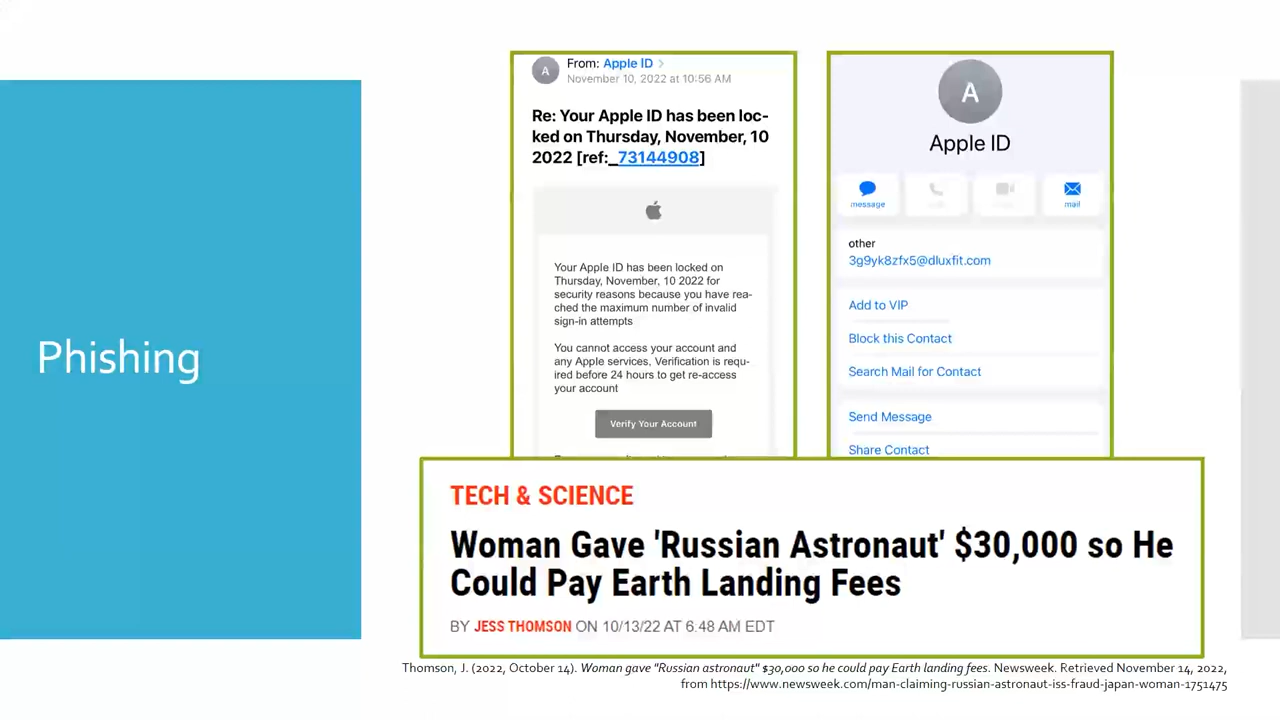 Phishing
A
From: Apple ID >
November 10, 2022 at 10:56 AM
Re: Your Apple ID has been loc-
ked on Thursday, November, 10
2022 [ref:_73144908]
Your Apple ID has been locked on
Thursday, November, 10 2022 for
security reasons because you have rea-
ched the maximum number of invalid
sign-in attempts
You cannot access your account and
any Apple services, Verification is requ-
ired before 24 hours to get re-access
your account
Verify Your Account
A
Apple ID
message
mail
other
3g9yk8zfx5@dluxfit.com
Add to VIP
Block this Contact
Search Mail for Contact
Send Message
Share Contact
TECH & SCIENCE
Woman Gave 'Russian Astronaut' $30,000 so He
Could Pay Earth Landing Fees
BY JESS THOMSON ON 10/13/22 AT 6:48 AM EDT
Thomson, J. (2022, October 14). Woman gave "Russian astronaut" $30,000 so he could pay Earth landing fees. Newsweek. Retrieved November 14, 2022,
from https://www.newsweek.com/man-claiming-russian-astronaut-iss-fraud-japan-woman-1751475